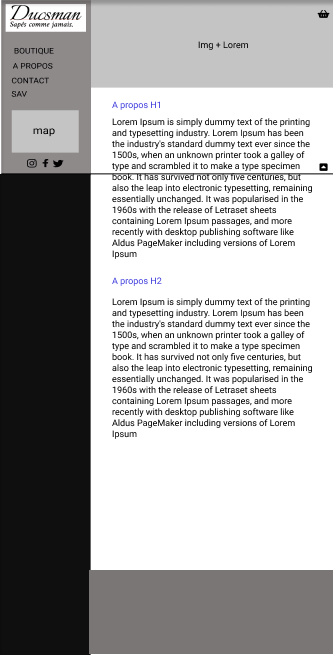 Ducsman
Sapés comme jamais.
BOUTIQUE
A PROPOS
CONTACT
SAV
map
Img + Lorem
A propos H1
Lorem Ipsum is simply dummy text of the printing
and typesetting industry. Lorem Ipsum has been
the industry's standard dummy text ever since the
1500s, when an unknown printer took a galley of
type and scrambled it to make a type specimen
book. It has survived not only five centuries, but
also the leap into electronic typesetting, remaining
essentially unchanged. It was popularised in the
1960s with the release of Letraset sheets
containing Lorem Ipsum passages, and more
recently with desktop publishing software like
Aldus PageMaker including versions of Lorem
Ipsum
A propos H2
Lorem Ipsum is simply dummy text of the printing
and typesetting industry. Lorem Ipsum has been
the industry's standard dummy text ever since the
1500s, when an unknown printer took a galley of
type and scrambled it to make a type specimen
book. It has survived not only five centuries, but
also the leap into electronic typesetting, remaining
essentially unchanged. It was popularised in the
1960s with the release of Letraset sheets
containing Lorem Ipsum passages, and more
recently with desktop publishing software like
Aldus PageMaker including versions of Lorem
Ipsum